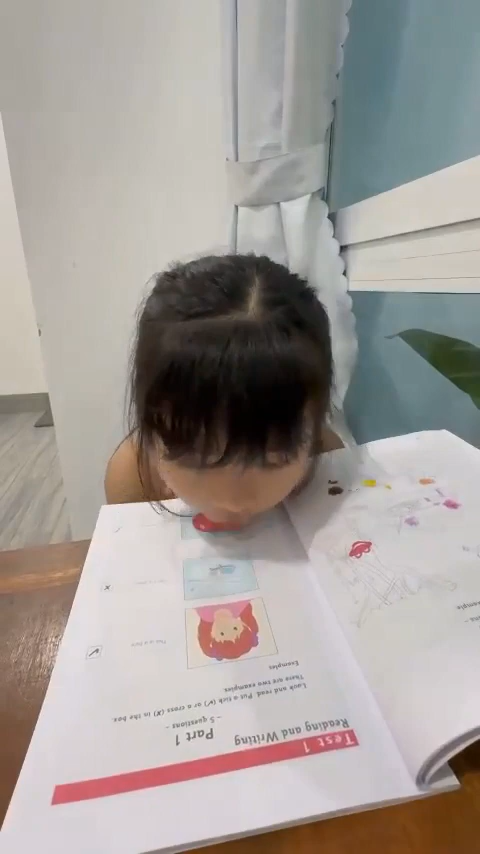 Test 1
Reading and Writing
Part 1
– 5 questions –
Look and read. Put a tick (✓) or a cross (✗) in the box.
There are two examples.
Examples